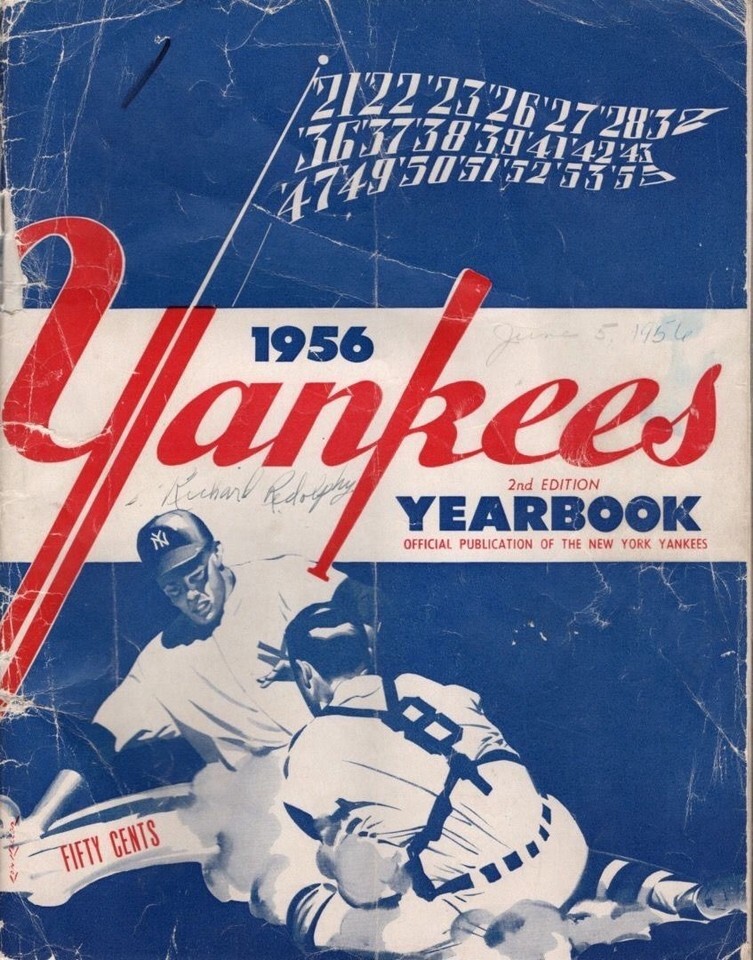 '21 '22 '23 '26 '27 '28 '32
'36 '37 '38 '39 '41 '42 '43
'47 '49 '50 '51 '52 '53 '55
1956
June 5, 1956
Yankees
2nd EDITION
Richard
YEARBOOK
OFFICIAL PUBLICATION OF THE NEW YORK YANKEES
NY
8
FIFTY CENTS